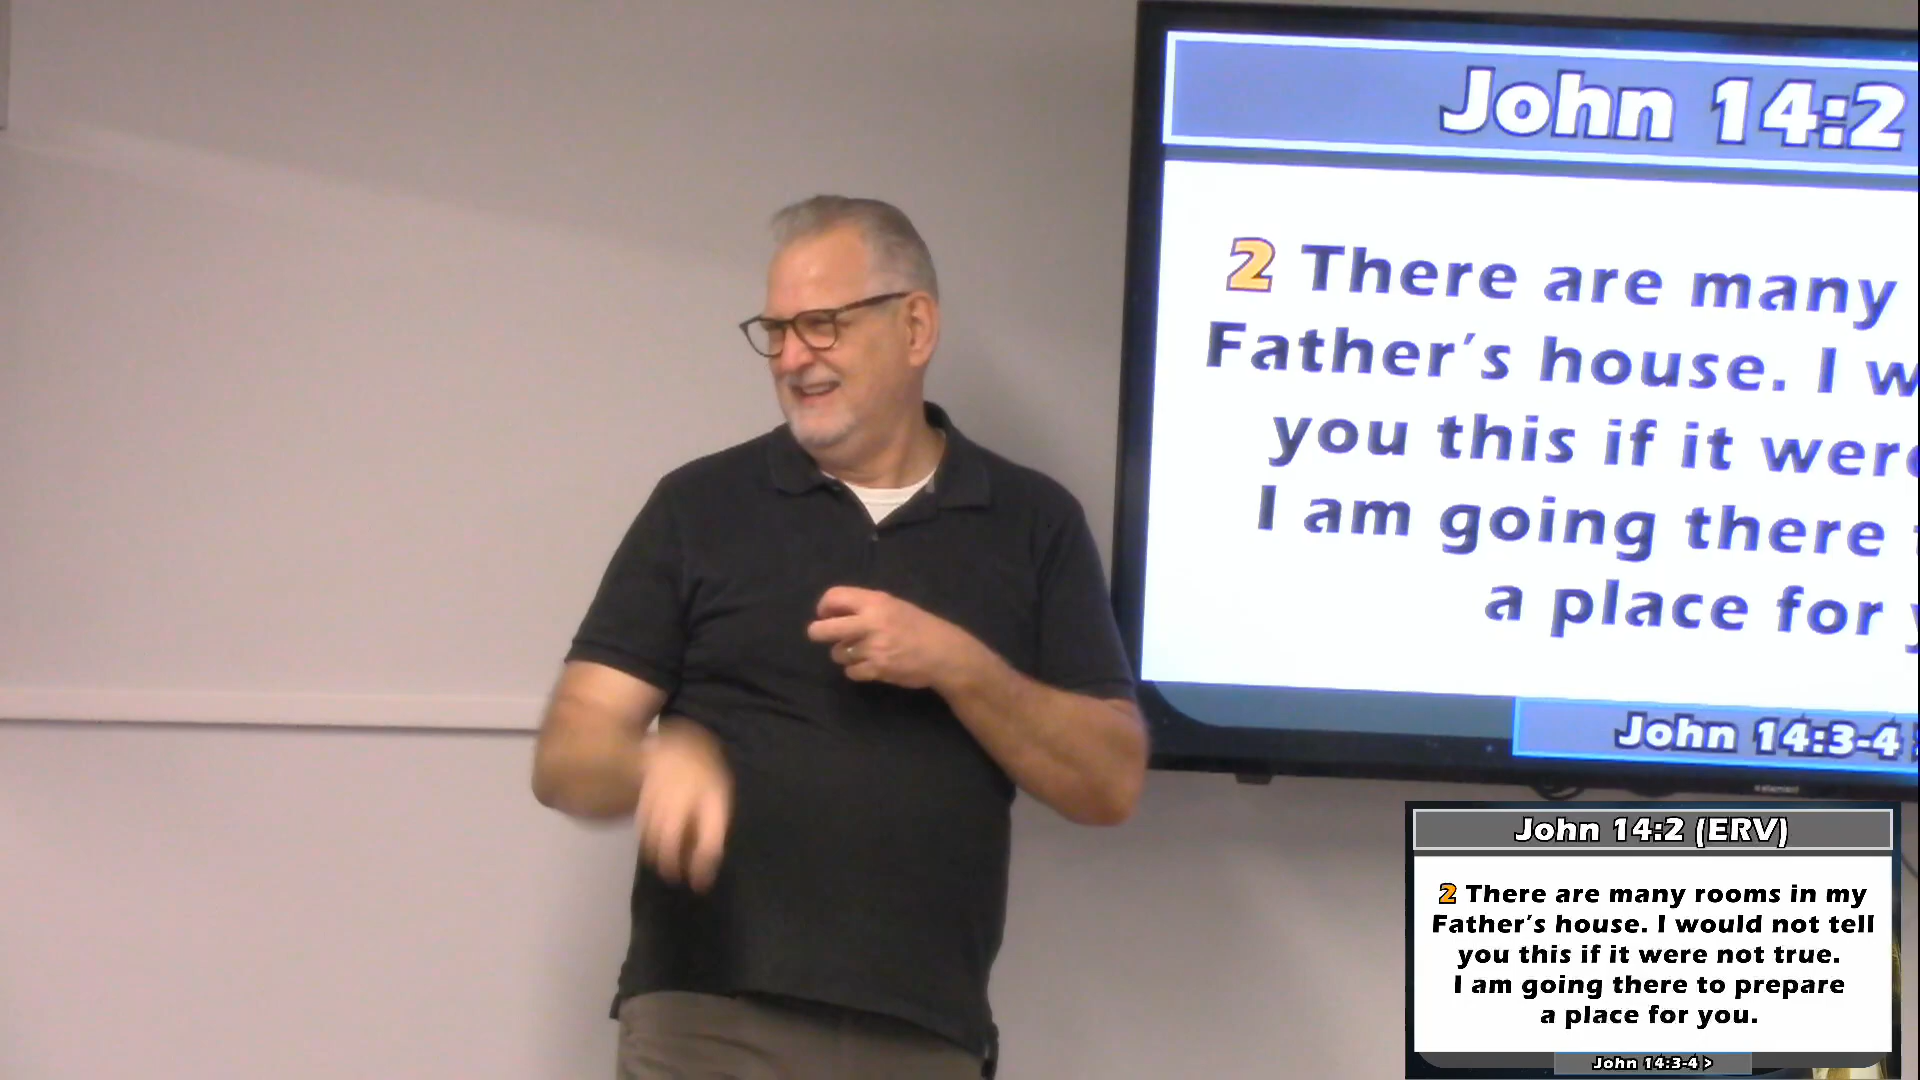 John 14:2
2 There are many
Father's house. I w
you this if it were
I am going there
a place for
John 14:3-4
John 14:2 (ERV)
2 There are many rooms in my
Father's house. I would not tell
you this if it were not true.
I am going there to prepare
a place for you.
John 14:3-4 >